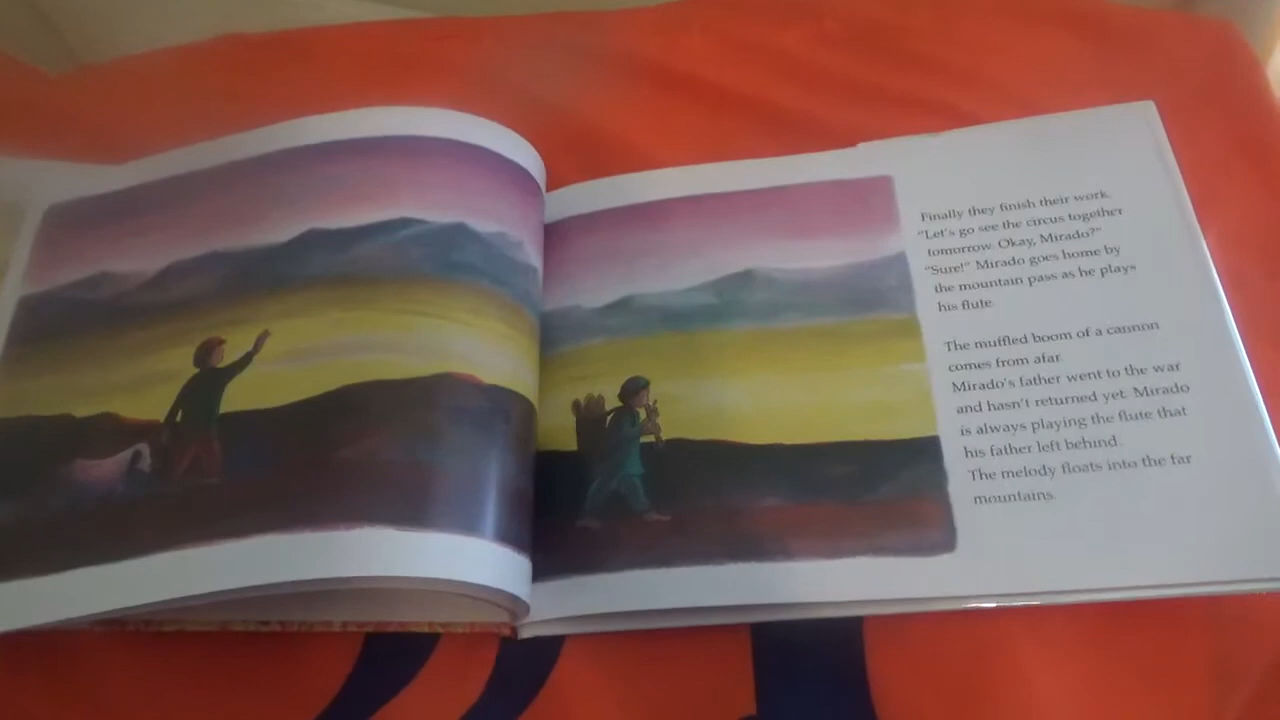 Finally they finish their work.
"Let's go see the circus together
tomorrow. Okay, Mirado?"
"Sure!" Mirado goes home by
the mountain pass as he plays
his flute.
The muffled boom of a cannon
comes from afar.
Mirado's father went to the war
and hasn't returned yet. Mirado
is always playing the flute that
his father left behind.
The melody floats into the far
mountains.